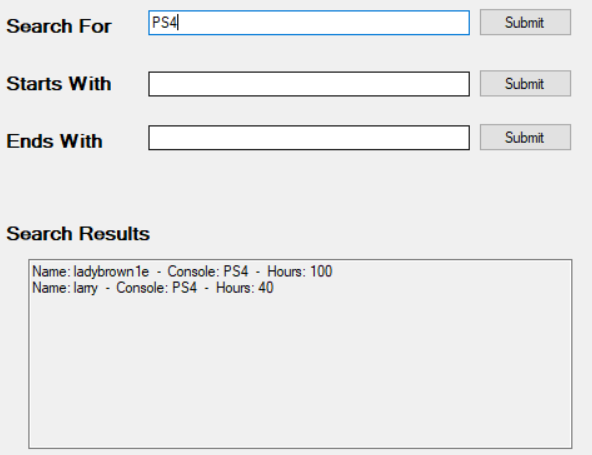 Search For PS4 Submit
Starts With Submit
Ends With Submit
Search Results
Name: ladybrown1e - Console: PS4 - Hours: 100
Name: larry - Console: PS4 - Hours: 40